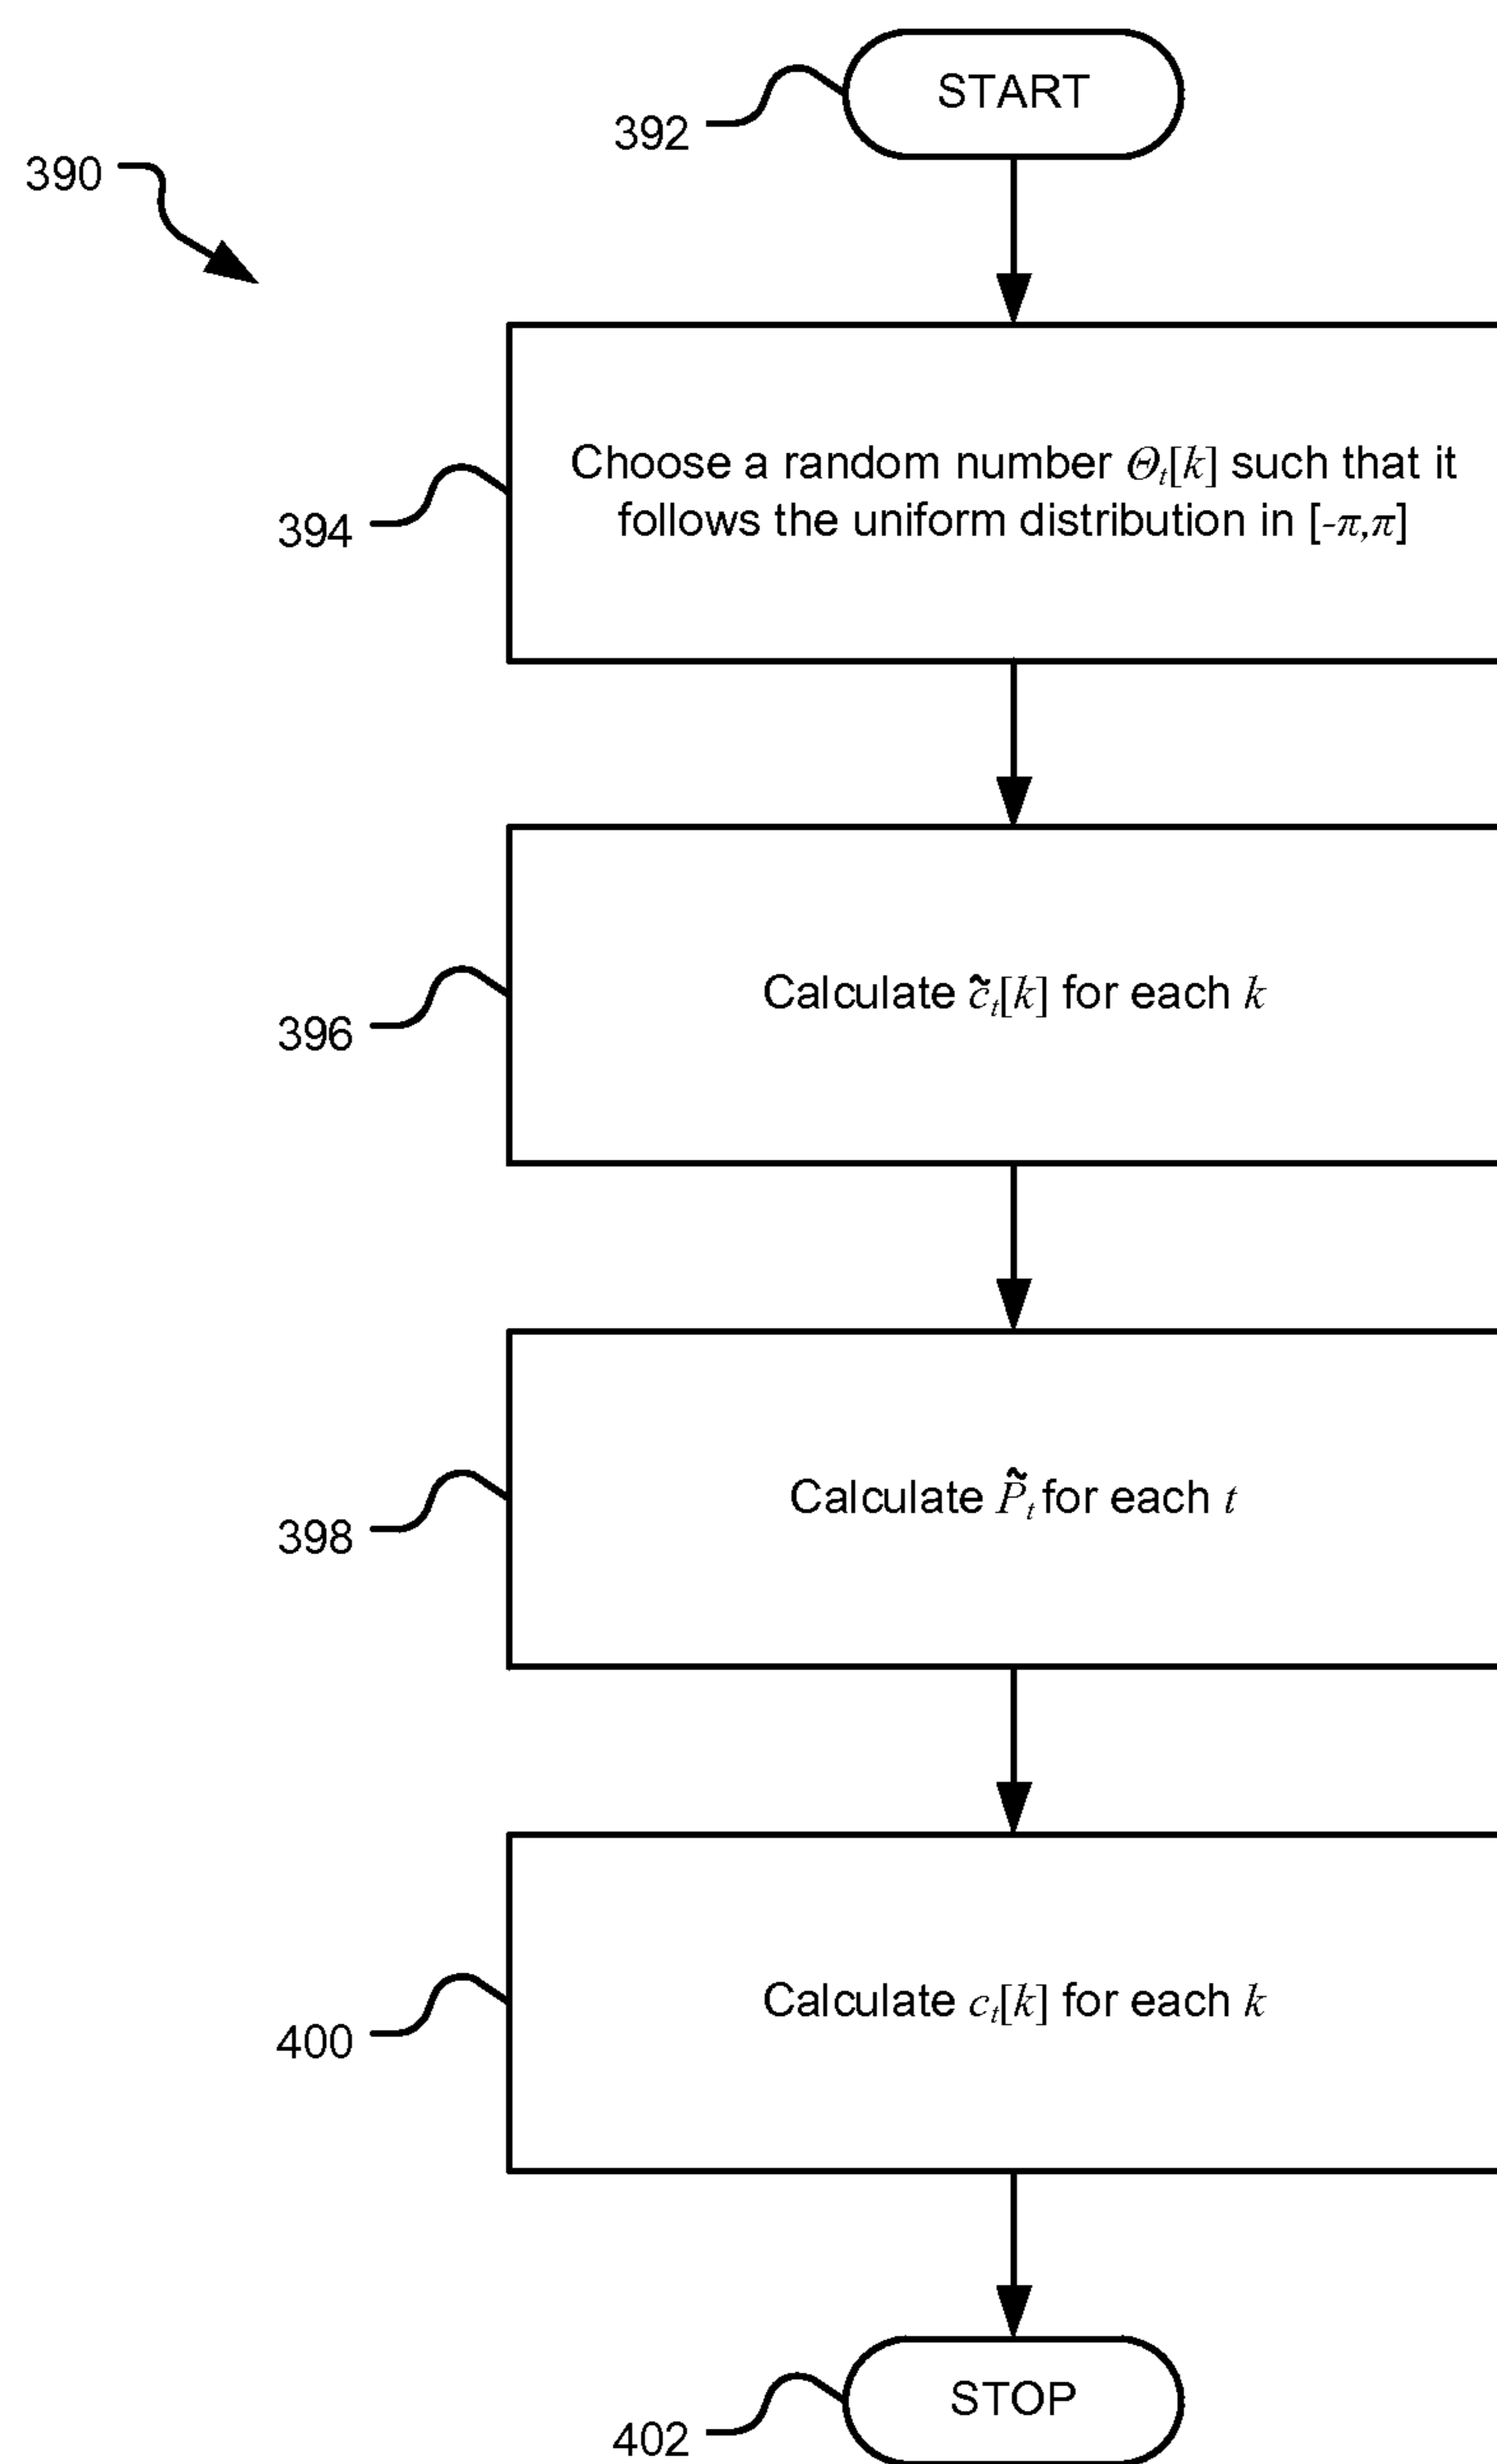 START
392
390
Choose a random number Θₜ[k] such that it
follows the uniform distribution in [-π,π]
394
Calculate c̃ₜ[k] for each k
396
Calculate P̃ₜ for each t
398
Calculate cₜ[k] for each k
400
STOP
402